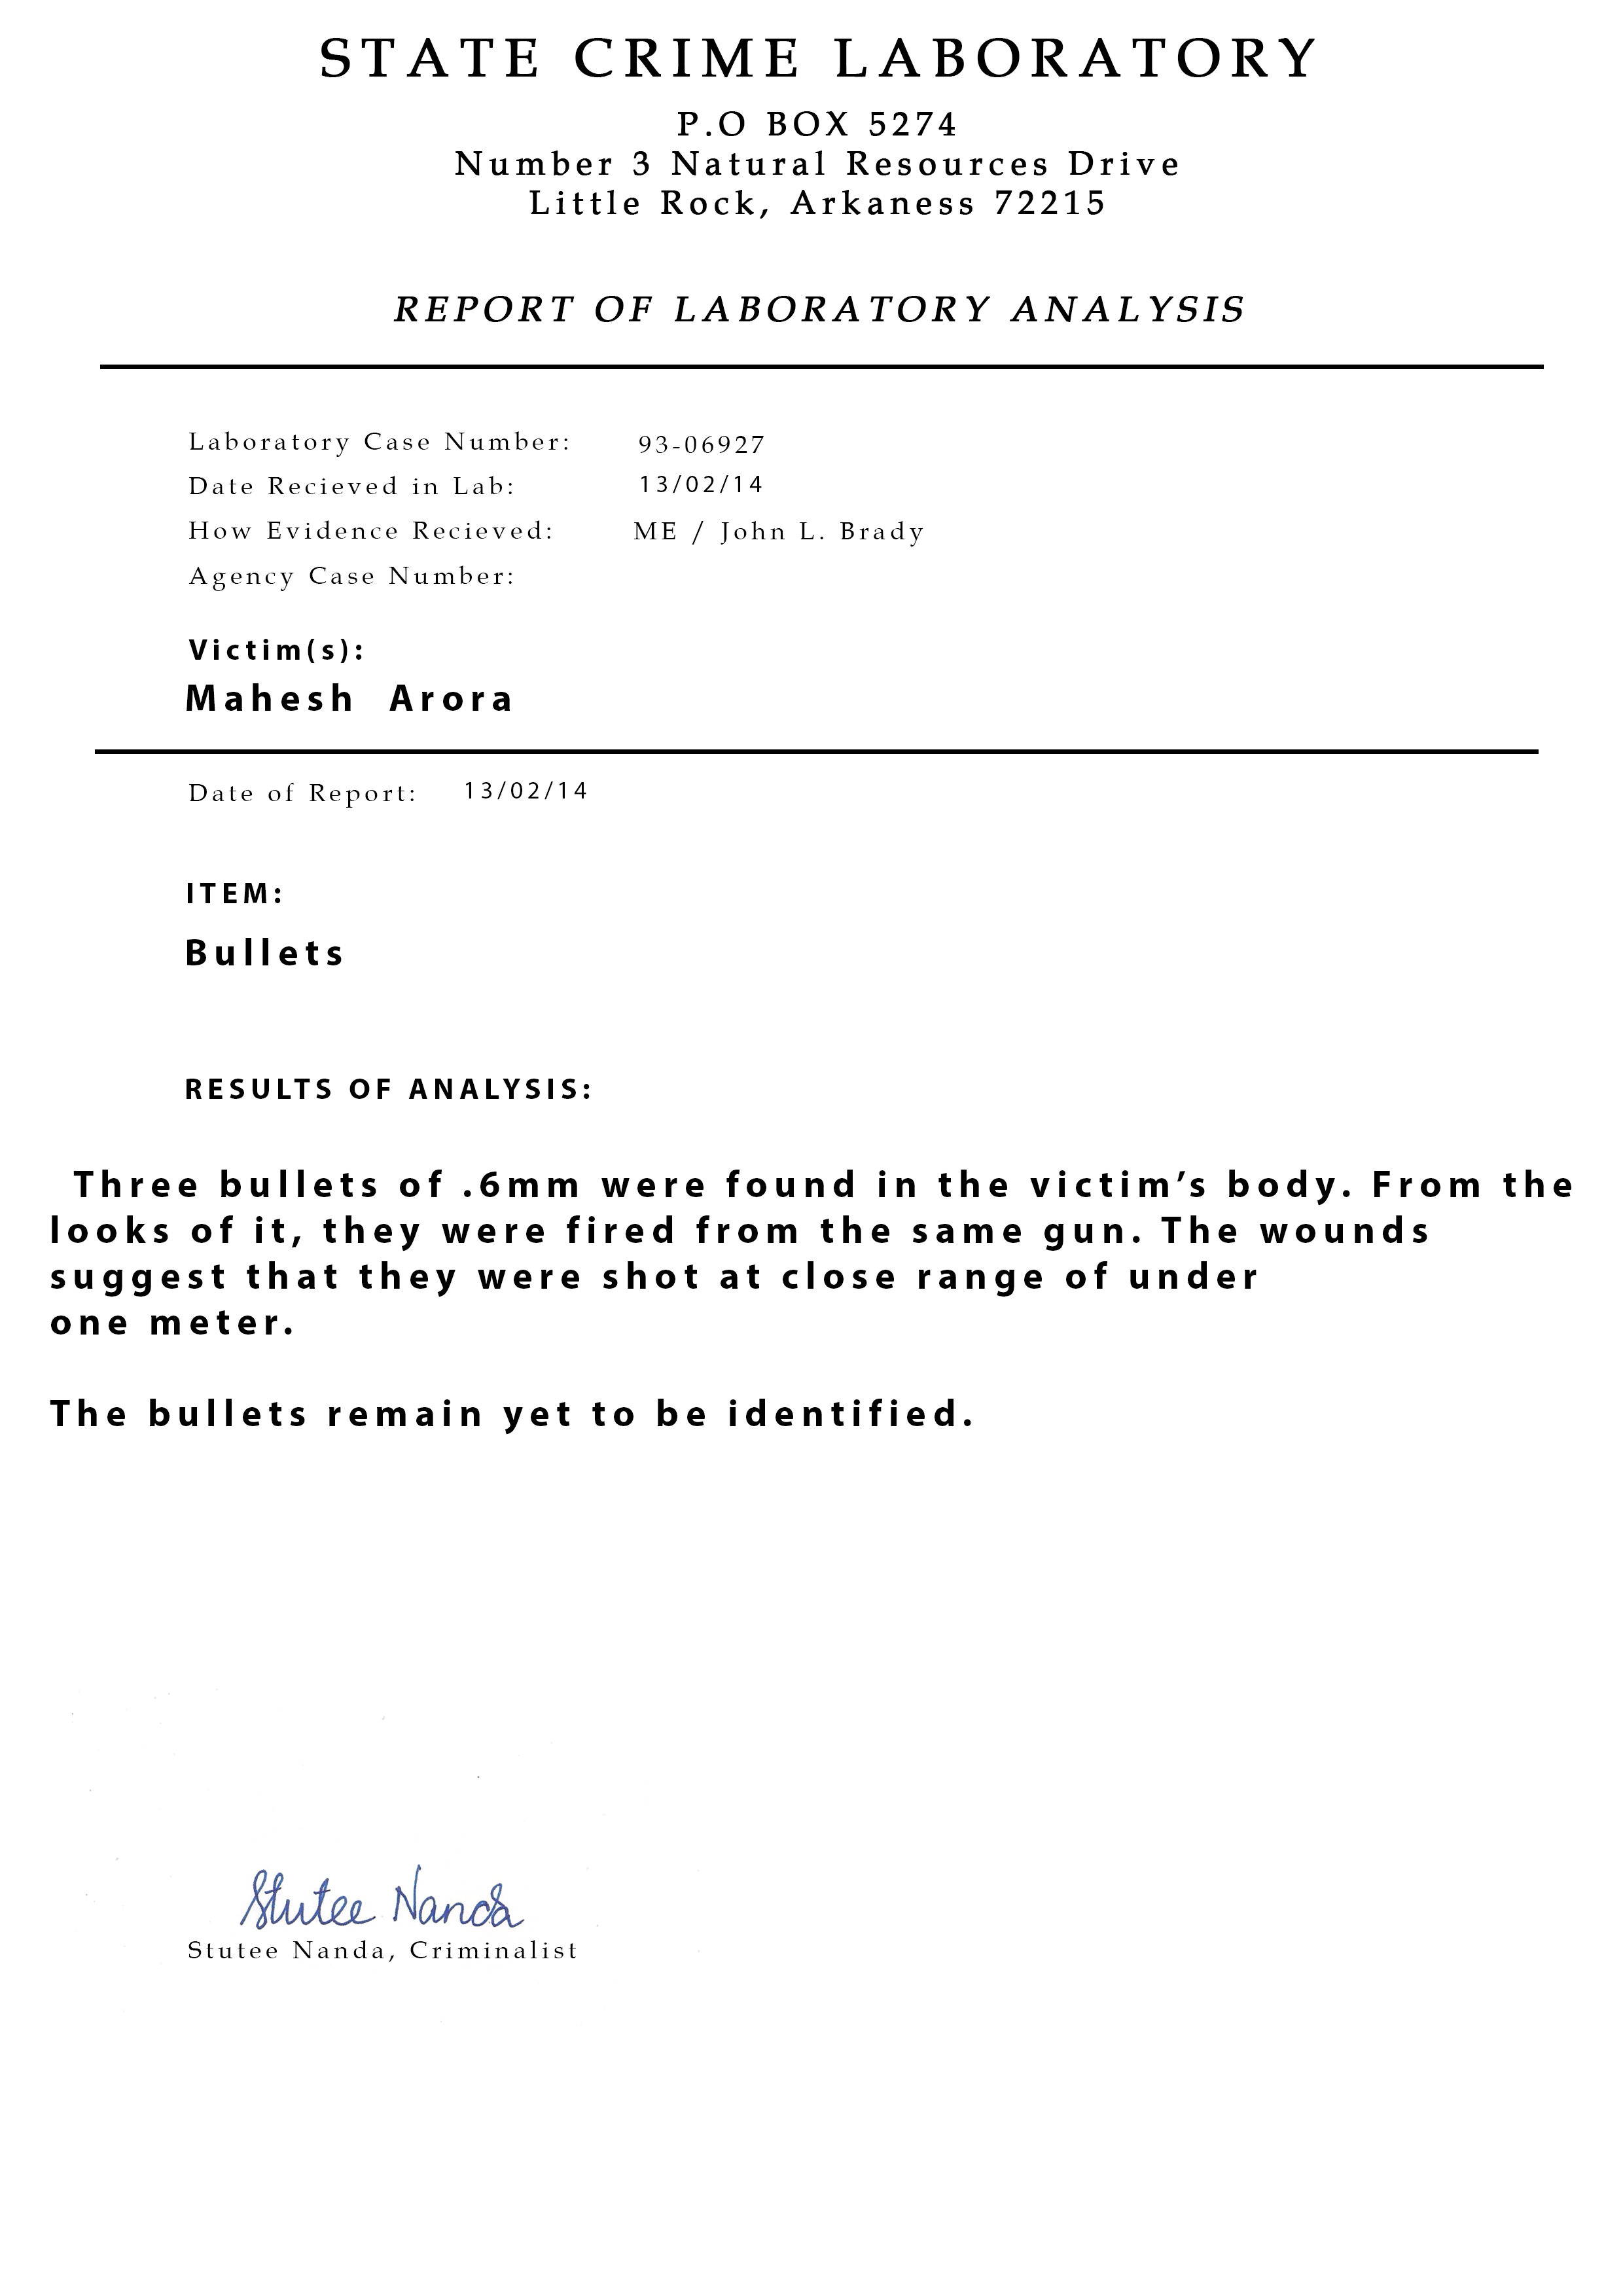 STATE CRIME LABORATORY
P.O BOX 5274
Number 3 Natural Resources Drive
Little Rock, Arkaness 72215
REPORT OF LABORATORY ANALYSIS
Laboratory Case Number: 93-06927
Date Recieved in Lab: 13/02/14
How Evidence Recieved: ME / John L. Brady
Agency Case Number:
Victim(s):
Mahesh Arora
Date of Report: 13/02/14
ITEM:
Bullets
RESULTS OF ANALYSIS:
Three bullets of .6mm were found in the victim's body. From the
looks of it, they were fired from the same gun. The wounds
suggest that they were shot at close range of under
one meter.
The bullets remain yet to be identified.
Stutee Nanda
Stutee Nanda, Criminalist